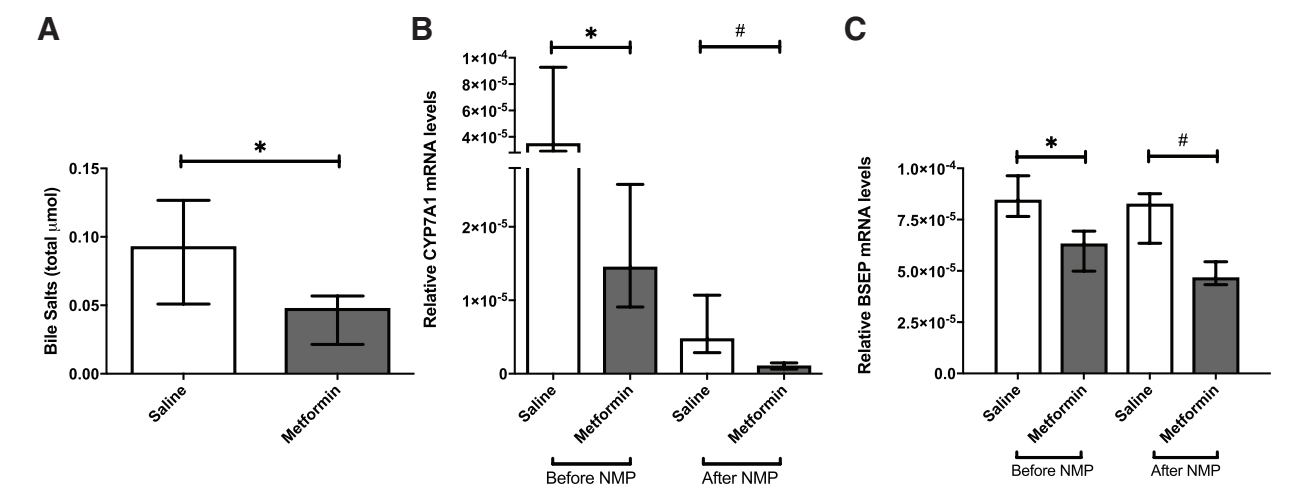 A
B
C
*
Bile Salts (total μmol)
0.15
0.10
0.05
0.00
Saline
Metformin
*
#
Relative CYP7A1 mRNA levels
1×10-4
8×10-5
6×10-5
4×10-5
2×10-5
1×10-5
0
Saline
Metformin
Saline
Metformin
Before NMP
After NMP
*
#
Relative BSEP mRNA levels
1.0×10-4
7.5×10-5
5.0×10-5
2.5×10-5
0.0
Saline
Metformin
Saline
Metformin
Before NMP
After NMP